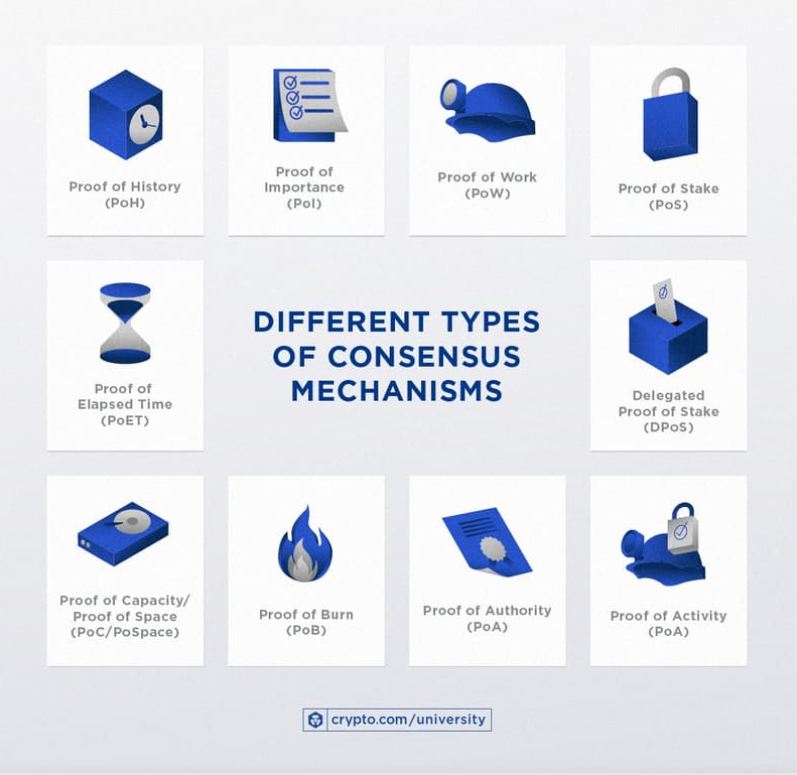 Proof of History
(PoH)
Proof of
Importance
(PoI)
Proof of Work
(PoW)
Proof of Stake
(PoS)
Proof of
Elapsed Time
(PoET)
DIFFERENT TYPES
OF CONSENSUS
MECHANISMS
Delegated
Proof of Stake
(DPoS)
Proof of Capacity/
Proof of Space
(PoC/PoSpace)
Proof of Burn
(PoB)
Proof of Authority
(PoA)
Proof of Activity
(PoA)
crypto.com/university